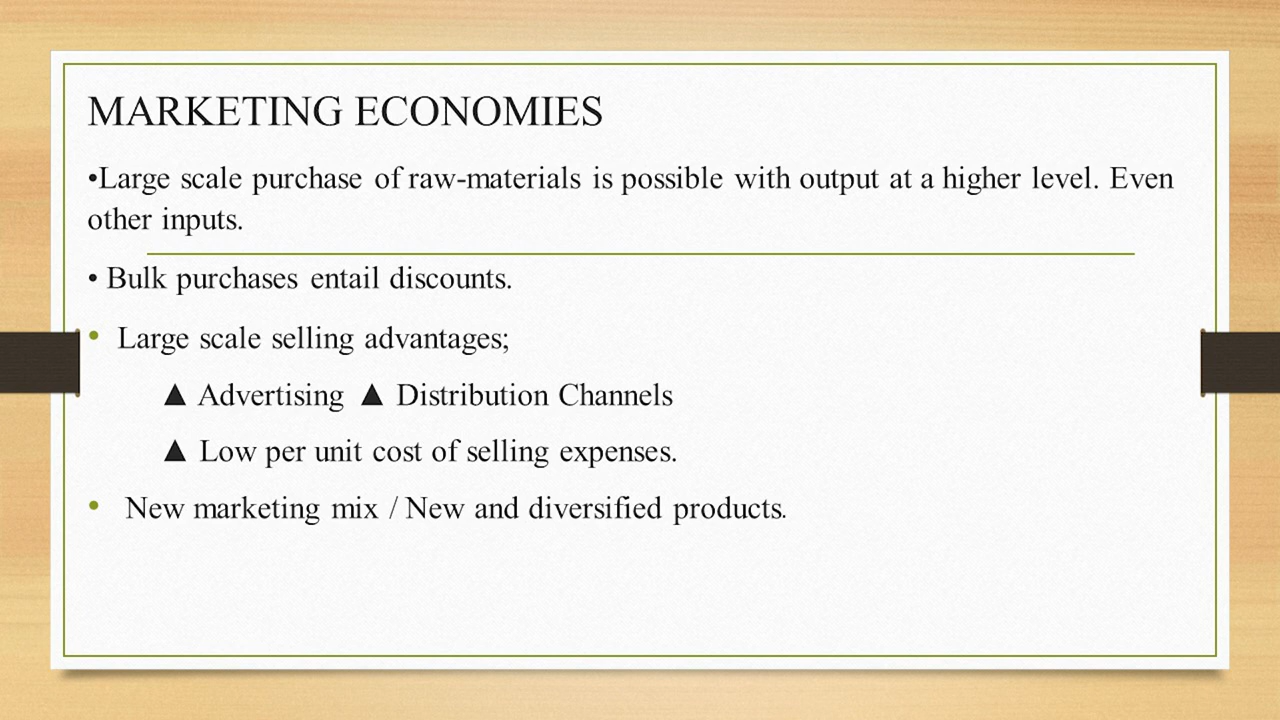 MARKETING ECONOMIES
•Large scale purchase of raw-materials is possible with output at a higher level. Even
other inputs.
• Bulk purchases entail discounts.
• Large scale selling advantages;
▲ Advertising ▲ Distribution Channels
▲ Low per unit cost of selling expenses.
• New marketing mix / New and diversified products.